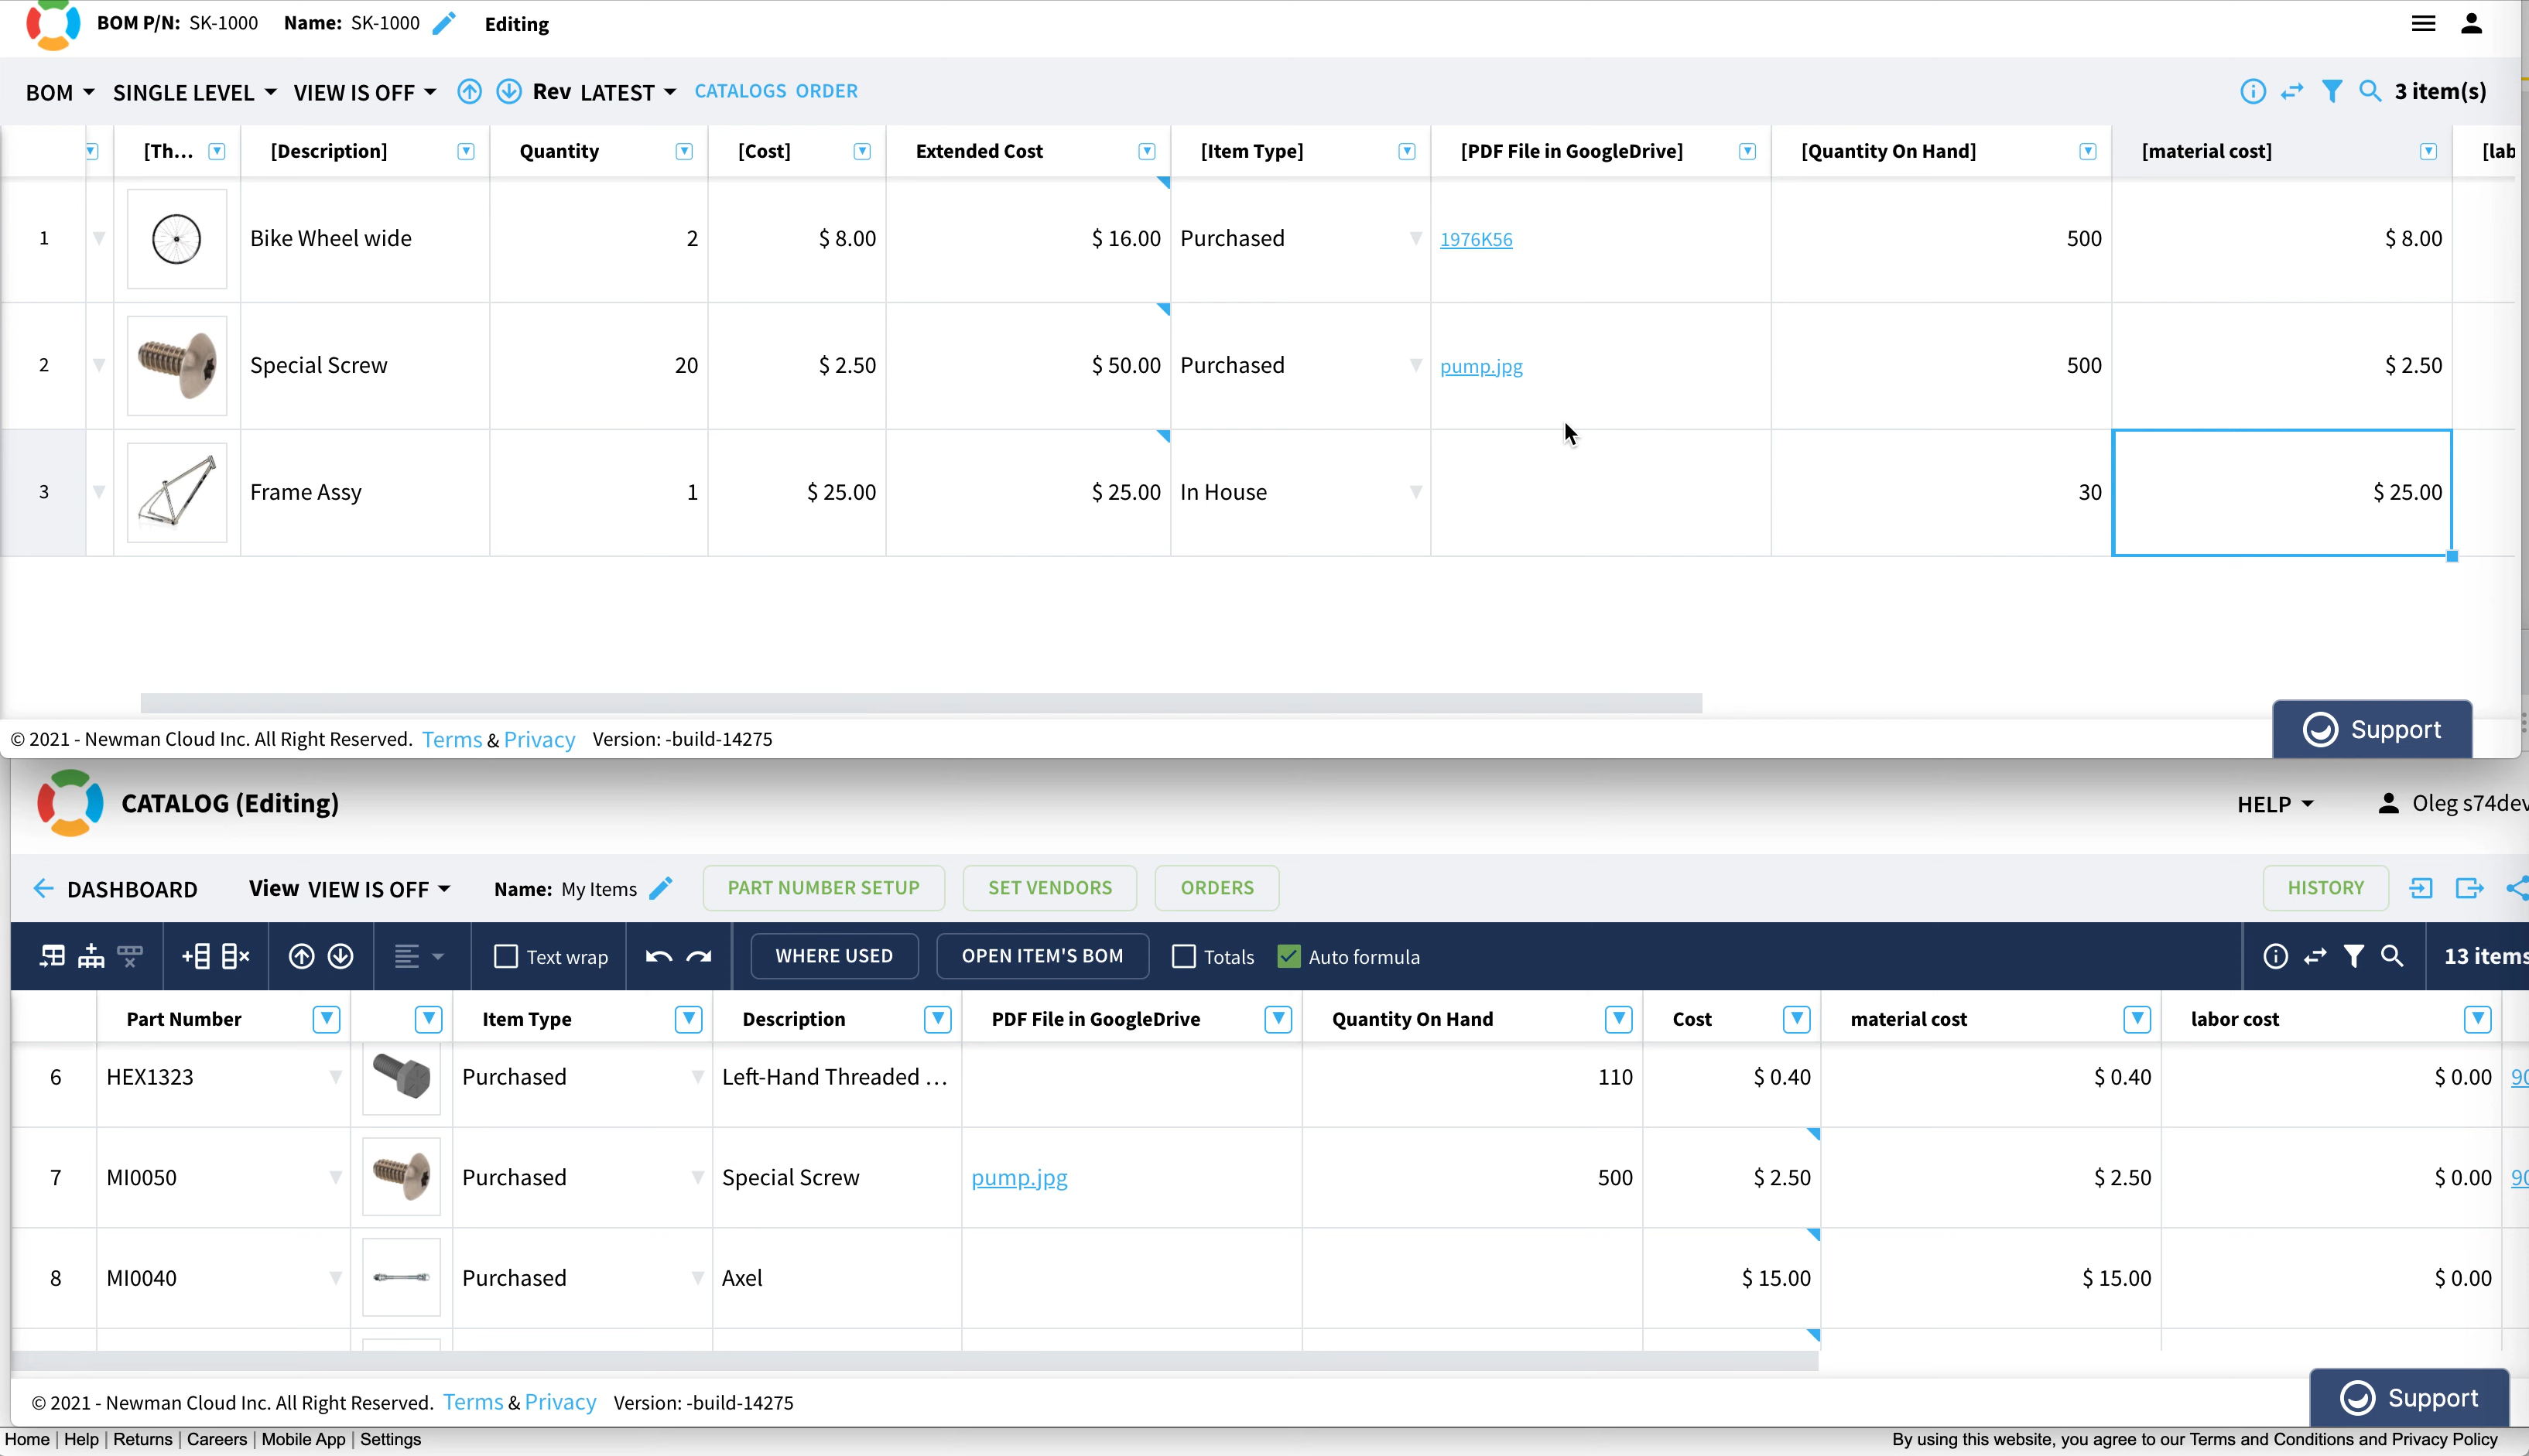 BOM P/N: SK-1000 Name: SK-1000 Editing
BOM SINGLE LEVEL VIEW IS OFF Rev LATEST CATALOGS ORDER 3 item(s)
[Th... [Description] Quantity [Cost] Extended Cost [Item Type] [PDF File in GoogleDrive] [Quantity On Hand] [material cost] [lab
1 Bike Wheel wide 2 $ 8.00 $ 16.00 Purchased 1976K56 500 $ 8.00
2 Special Screw 20 $ 2.50 $ 50.00 Purchased pump.jpg 500 $ 2.50
3 Frame Assy 1 $ 25.00 $ 25.00 In House 30 $ 25.00
Support
© 2021 - Newman Cloud Inc. All Right Reserved. Terms & Privacy Version: -build-14275
CATALOG (Editing) HELP Oleg s74dev
DASHBOARD View VIEW IS OFF Name: My Items PART NUMBER SETUP SET VENDORS ORDERS HISTORY
Text wrap WHERE USED OPEN ITEM'S BOM Totals Auto formula 13 items
Part Number Item Type Description PDF File in GoogleDrive Quantity On Hand Cost material cost labor cost
6 HEX1323 Purchased Left-Hand Threaded ... 110 $ 0.40 $ 0.40 $ 0.00 90
7 MI0050 Purchased Special Screw pump.jpg 500 $ 2.50 $ 2.50 $ 0.00 90
8 MI0040 Purchased Axel $ 15.00 $ 15.00 $ 0.00
Support
© 2021 - Newman Cloud Inc. All Right Reserved. Terms & Privacy Version: -build-14275
Home | Help | Returns | Careers | Mobile App | Settings By using this website, you agree to our Terms and Conditions and Privacy Policy